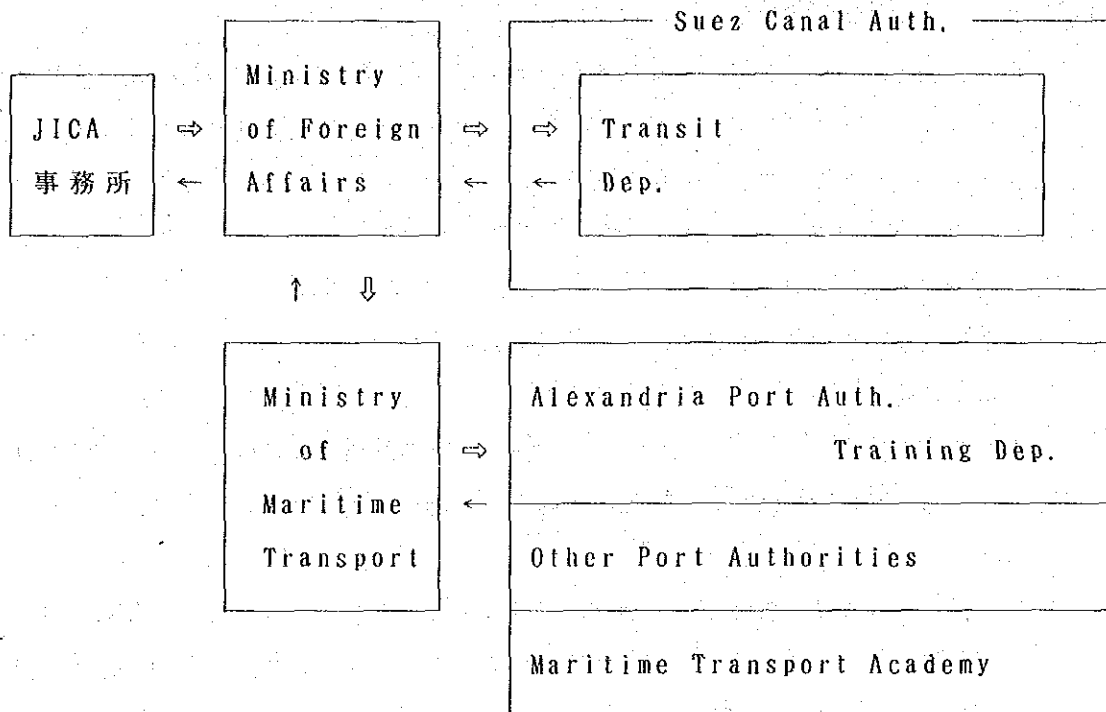 Suez Canal Auth.
JICA
事務所
⇨
←
Ministry
of Foreign
Affairs
⇨
←
⇨
←
Transit
Dep.
↑ ⇩
Ministry
of
Maritime
Transport
⇨
←
Alexandria Port Auth.
Training Dep.
Other Port Authorities
Maritime Transport Academy